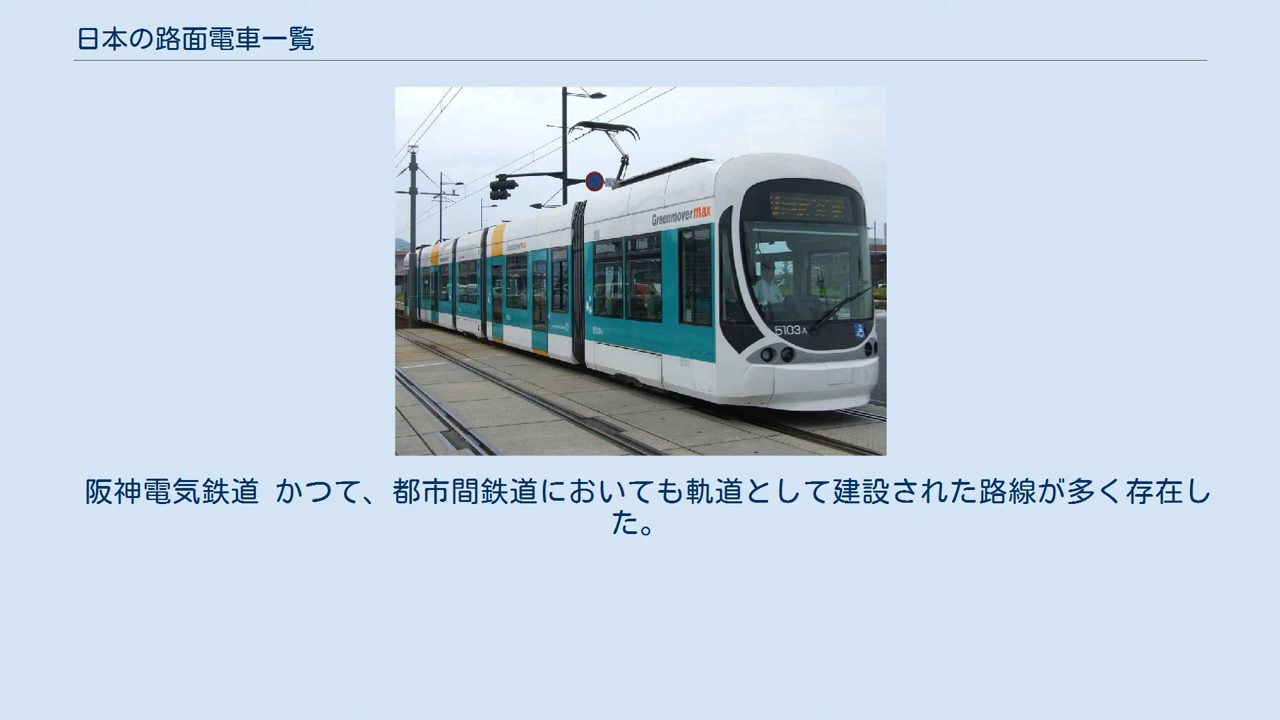 日本の路面電車一覧
Greenmovermax
5103A
阪神電気鉄道 かつて、都市間鉄道においても軌道として建設された路線が多く存在し
た。